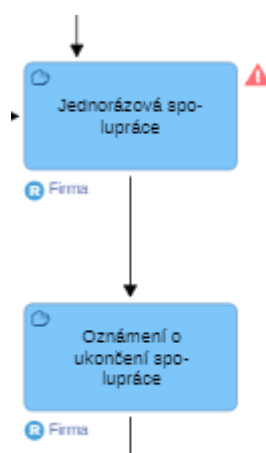 Jednorázová spo-
lupráce
R Firma
Oznámení o
ukončení spo-
lupráce
R Firma